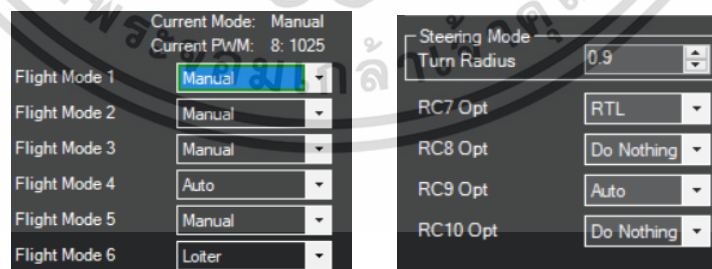 Current Mode: Manual
Current PWM: 8: 1025
Flight Mode 1 Manual
Flight Mode 2 Manual
Flight Mode 3 Manual
Flight Mode 4 Auto
Flight Mode 5 Manual
Flight Mode 6 Loiter
Steering Mode
Turn Radius 0.9
RC7 Opt RTL
RC8 Opt Do Nothing
RC9 Opt Auto
RC10 Opt Do Nothing